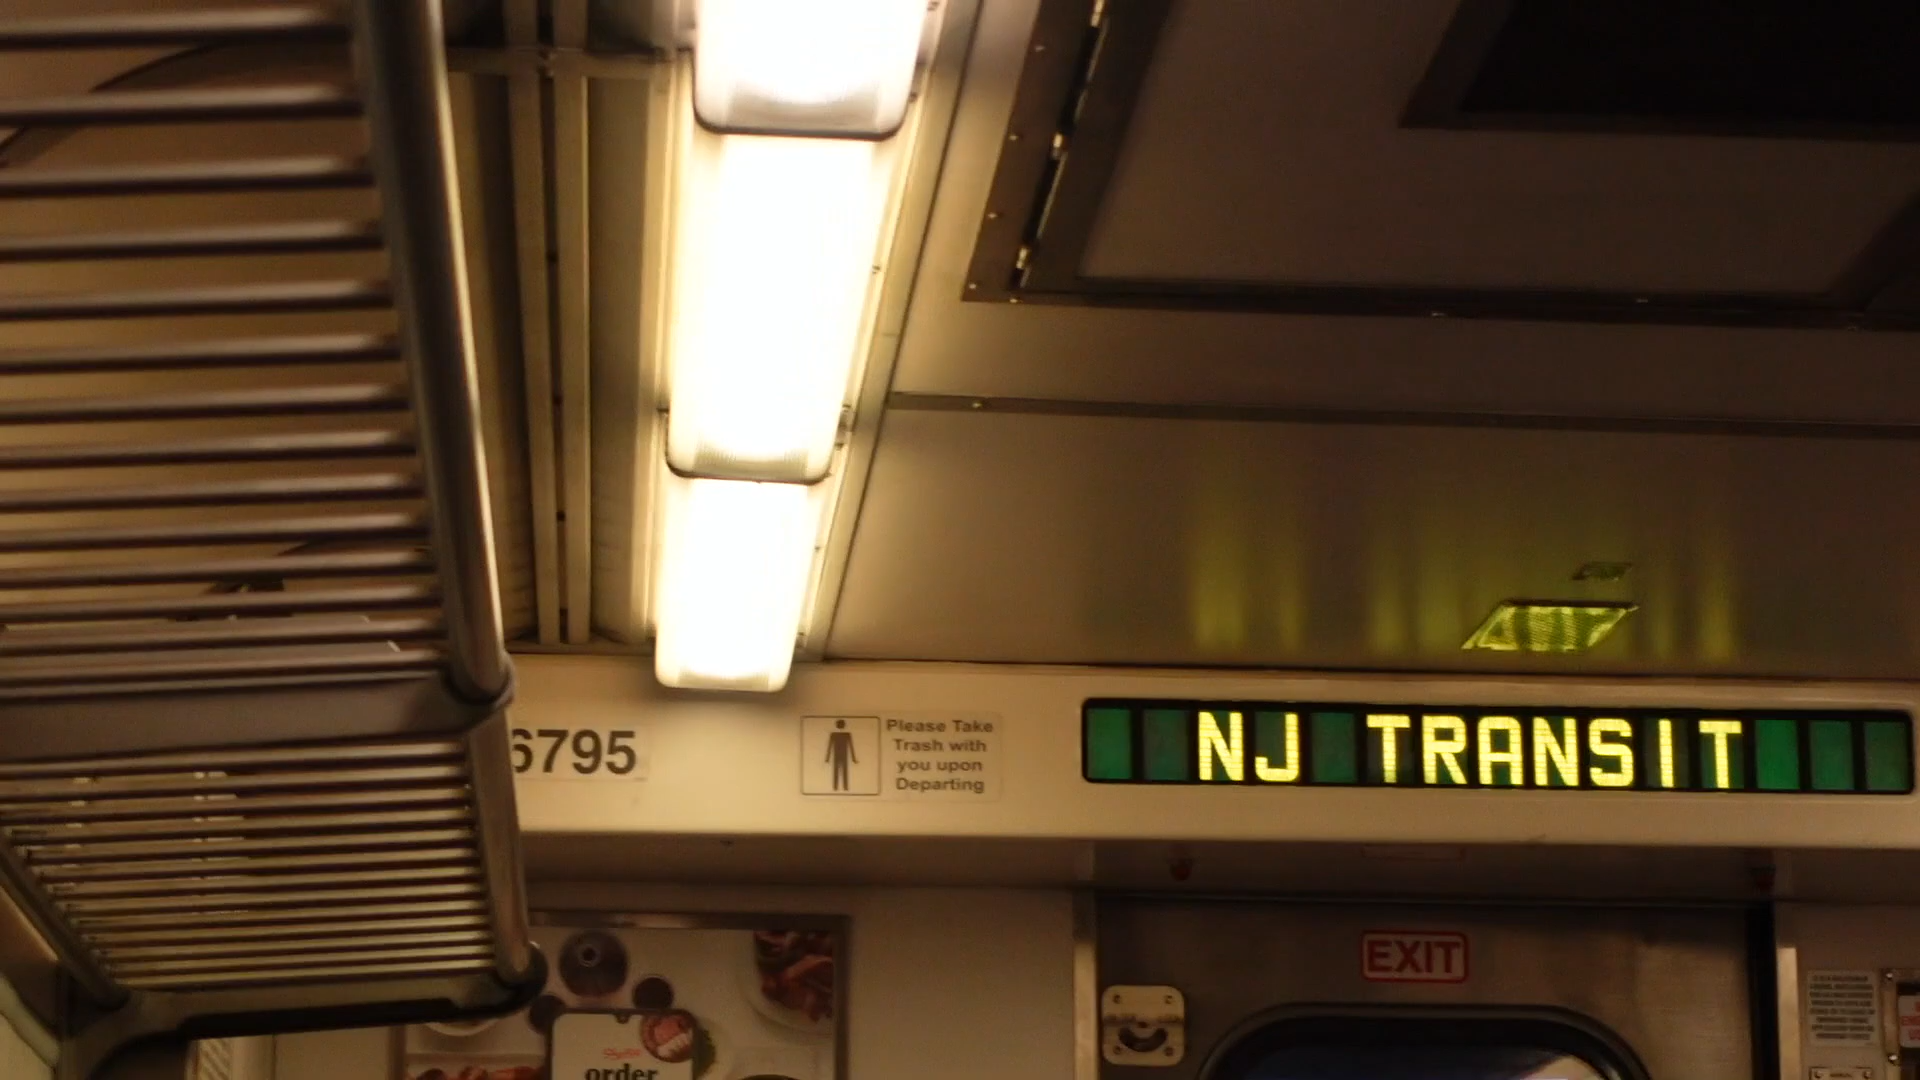 6795
Please Take
Trash with
you upon
Departing
NJ TRANSIT
EXIT
order